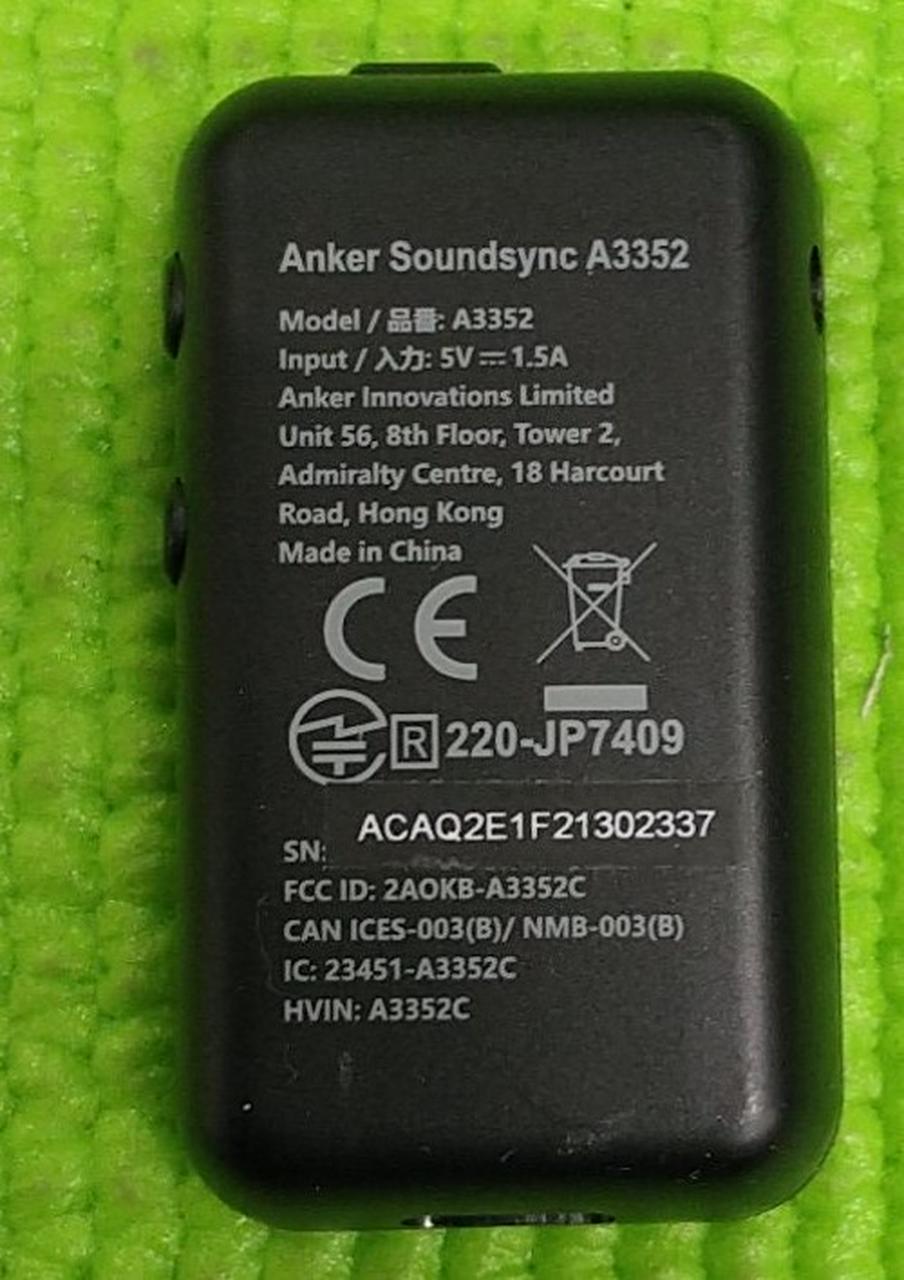 Anker Soundsync A3352
Model / 品番: A3352
Input / 入力: 5V ⎓ 1.5A
Anker Innovations Limited
Unit 56, 8th Floor, Tower 2,
Admiralty Centre, 18 Harcourt
Road, Hong Kong
Made in China
CE
R 220-JP7409
ACAQ2E1F21302337
SN:
FCC ID: 2AOKB-A3352C
CAN ICES-003(B)/ NMB-003(B)
IC: 23451-A3352C
HVIN: A3352C